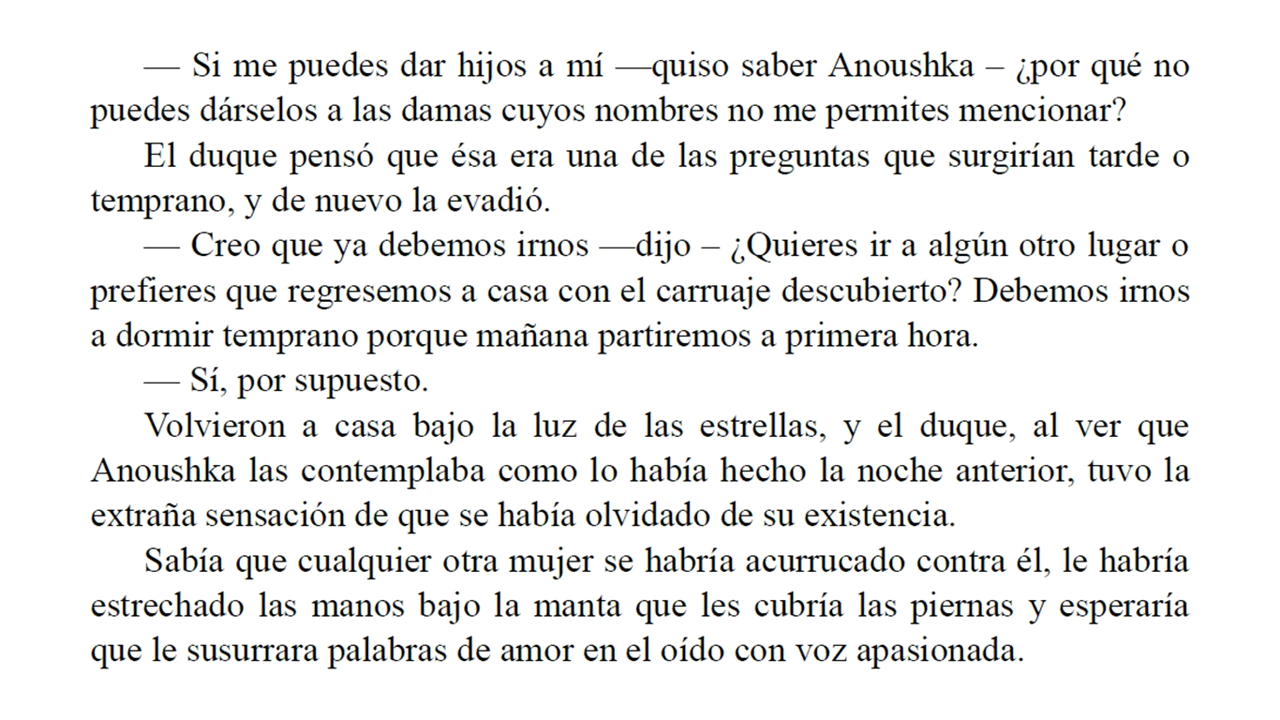 — Si me puedes dar hijos a mí —quiso saber Anoushka – ¿por qué no
puedes dárselos a las damas cuyos nombres no me permites mencionar?
El duque pensó que ésa era una de las preguntas que surgirían tarde o
temprano, y de nuevo la evadió.
— Creo que ya debemos irnos —dijo – ¿Quieres ir a algún otro lugar o
prefieres que regresemos a casa con el carruaje descubierto? Debemos irnos
a dormir temprano porque mañana partiremos a primera hora.
— Sí, por supuesto.
Volvieron a casa bajo la luz de las estrellas, y el duque, al ver que
Anoushka las contemplaba como lo había hecho la noche anterior, tuvo la
extraña sensación de que se había olvidado de su existencia.
Sabía que cualquier otra mujer se habría acurrucado contra él, le habría
estrechado las manos bajo la manta que les cubría las piernas y esperaría
que le susurrara palabras de amor en el oído con voz apasionada.